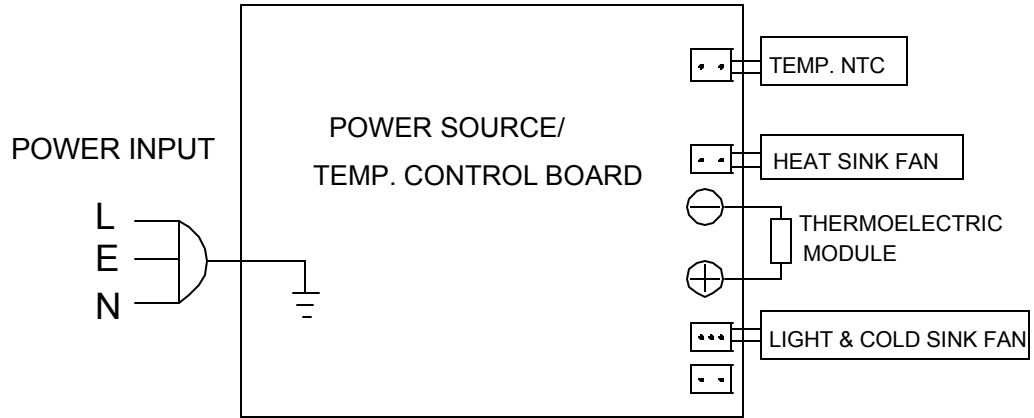 POWER INPUT
L
E
N
POWER SOURCE/
TEMP. CONTROL BOARD
TEMP. NTC
HEAT SINK FAN
THERMOELECTRIC
MODULE
LIGHT & COLD SINK FAN